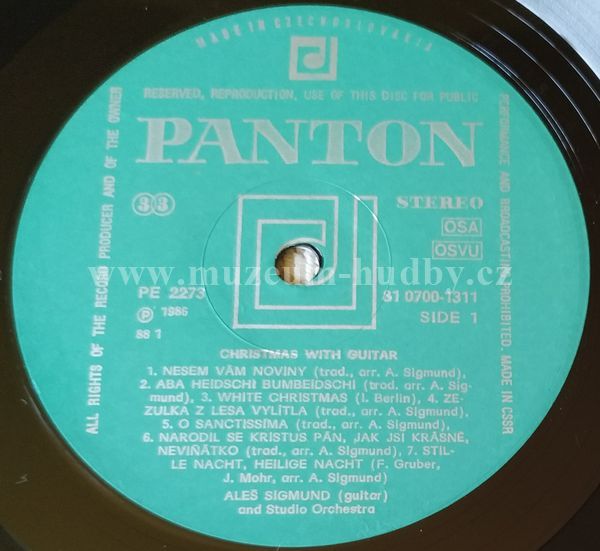 MADE IN CZECHOSLOVAKIA
RESERVED, REPRODUCTION, USE OF THIS DISC FOR PUBLIC
PERFORMANCE AND BROADCASTING PROHIBITED. MADE IN CSSR
ALL RIGHTS OF THE RECORD PRODUCER AND OF THE OWNER
PANTON
33
STEREO
OSA
OSVU
www.muzeum-hudby.cz
PE 2273
81 0700-1311
℗ 1986
SIDE 1
SS 1
CHRISTMAS WITH GUITAR
1. NESEM VÁM NOVINY (trad., arr. A. Sigmund),
2. ABA HEIDSCHI BUMBEIDSCHI (trad. arr. A. Sig-
mund), 3. WHITE CHRISTMAS (I. Berlin), 4. ZE-
ZULKA Z LESA VYLÍTLA (trad., arr. A. Sigmund),
5. O SANCTISSÍMA (trad., arr. A. Sigmund),
6. NARODIL SE KRISTUS PÁN, JAK JSI KRÁSNÉ,
NEVIŇÁTKO (trad., arr. A. Sigmund), 7. STIL-
LE NACHT, HEILIGE NACHT (F. Gruber,
J. Mohr, arr. A. Sigmund)
ALEŠ SIGMUND (guitar)
and Studio Orchestra